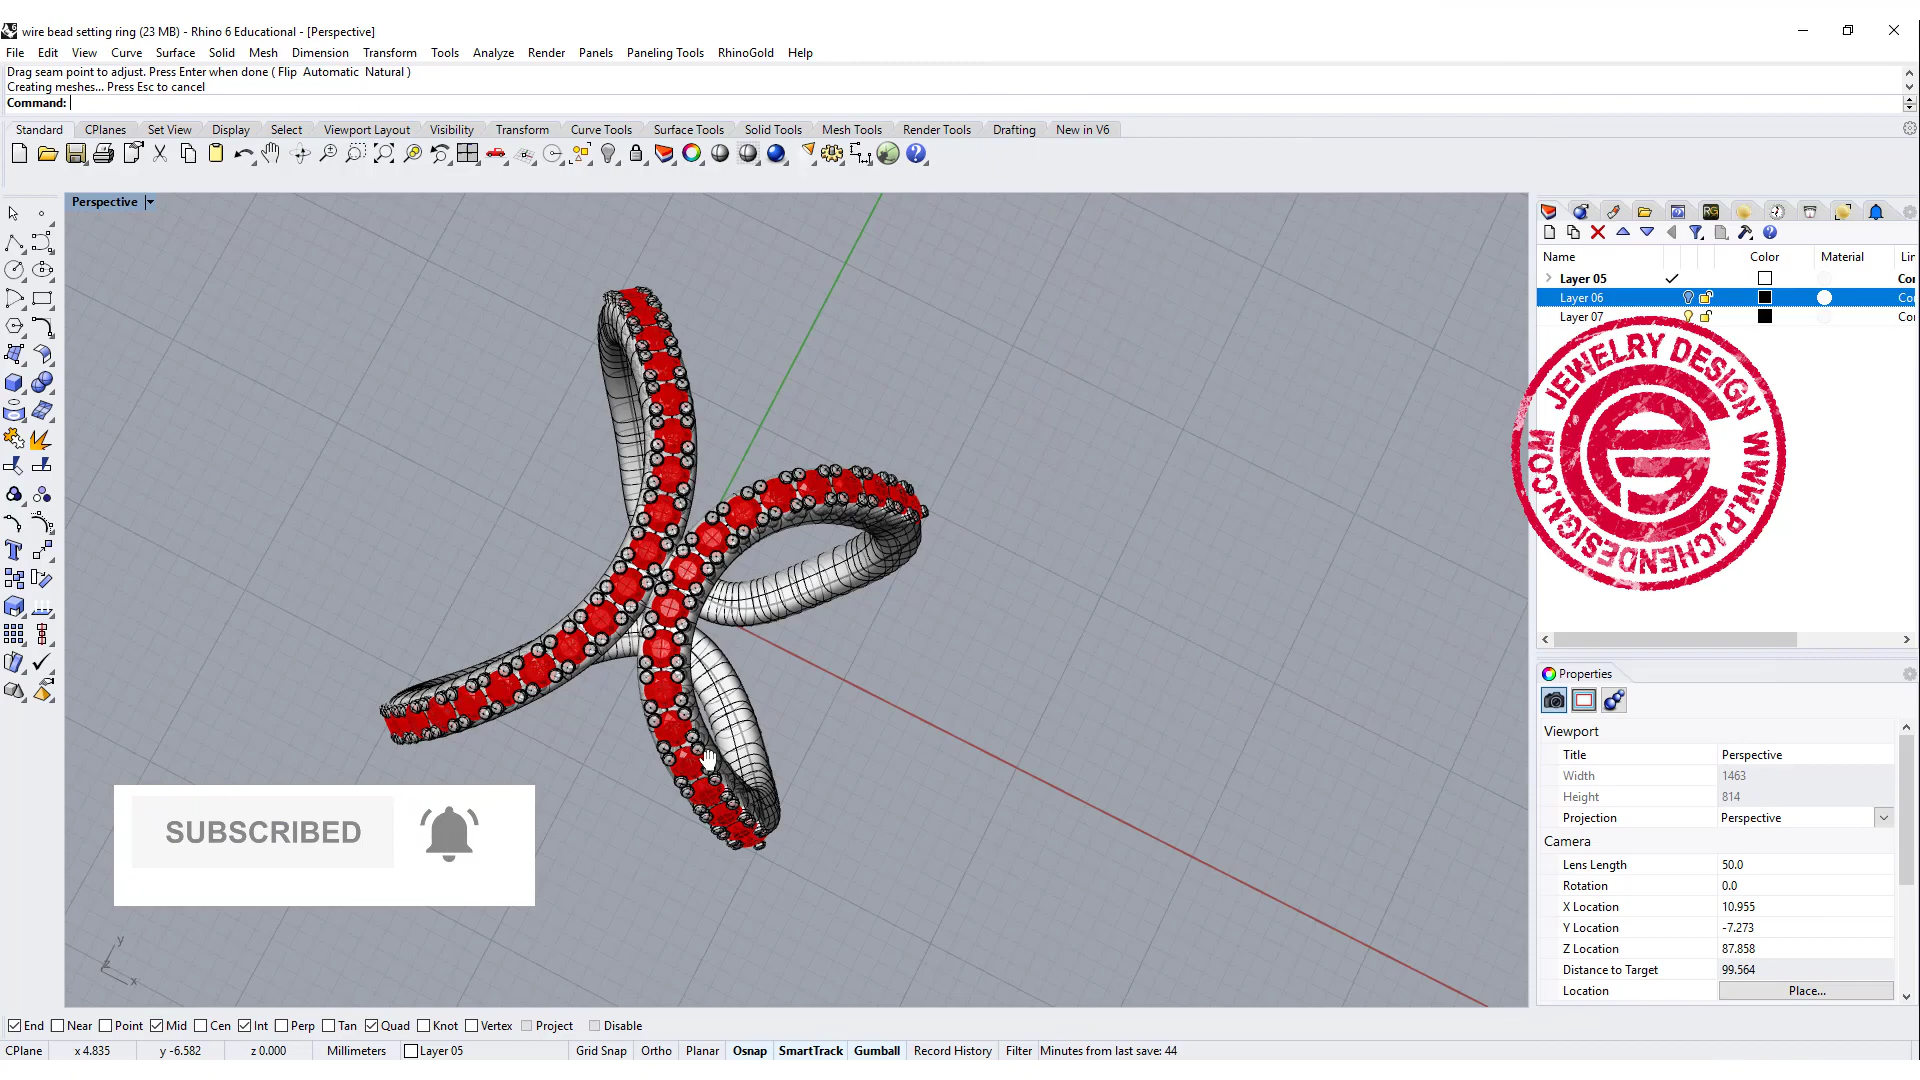 wire bead setting ring (23 MB) - Rhino 6 Educational - [Perspective]
File Edit View Curve Surface Solid Mesh Dimension Transform Tools Analyze Render Panels Paneling Tools RhinoGold Help
Drag seam point to adjust. Press Enter when done ( Flip Automatic Natural )
Creating meshes... Press Esc to cancel
Command:
Standard CPlanes Set View Display Select Viewport Layout Visibility Transform Curve Tools Surface Tools Solid Tools Mesh Tools Render Tools Drafting New in V6
Perspective
RG
Name Color Material Lin
Layer 05 Co
Layer 06 Co
Layer 07 Co
JEWELRY DESIGN WWW.PJCHENDESIGN.COM
Properties
Viewport
Title Perspective
Width 1463
Height 814
Projection Perspective
Camera
Lens Length 50.0
Rotation 0.0
X Location 10.955
Y Location -7.273
Z Location 87.858
Distance to Target 99.564
Location Place...
SUBSCRIBED
y
z
x
End Near Point Mid Cen Int Perp Tan Quad Knot Vertex Project Disable
CPlane x 4.835 y -6.582 z 0.000 Millimeters Layer 05 Grid Snap Ortho Planar Osnap SmartTrack Gumball Record History Filter Minutes from last save: 44